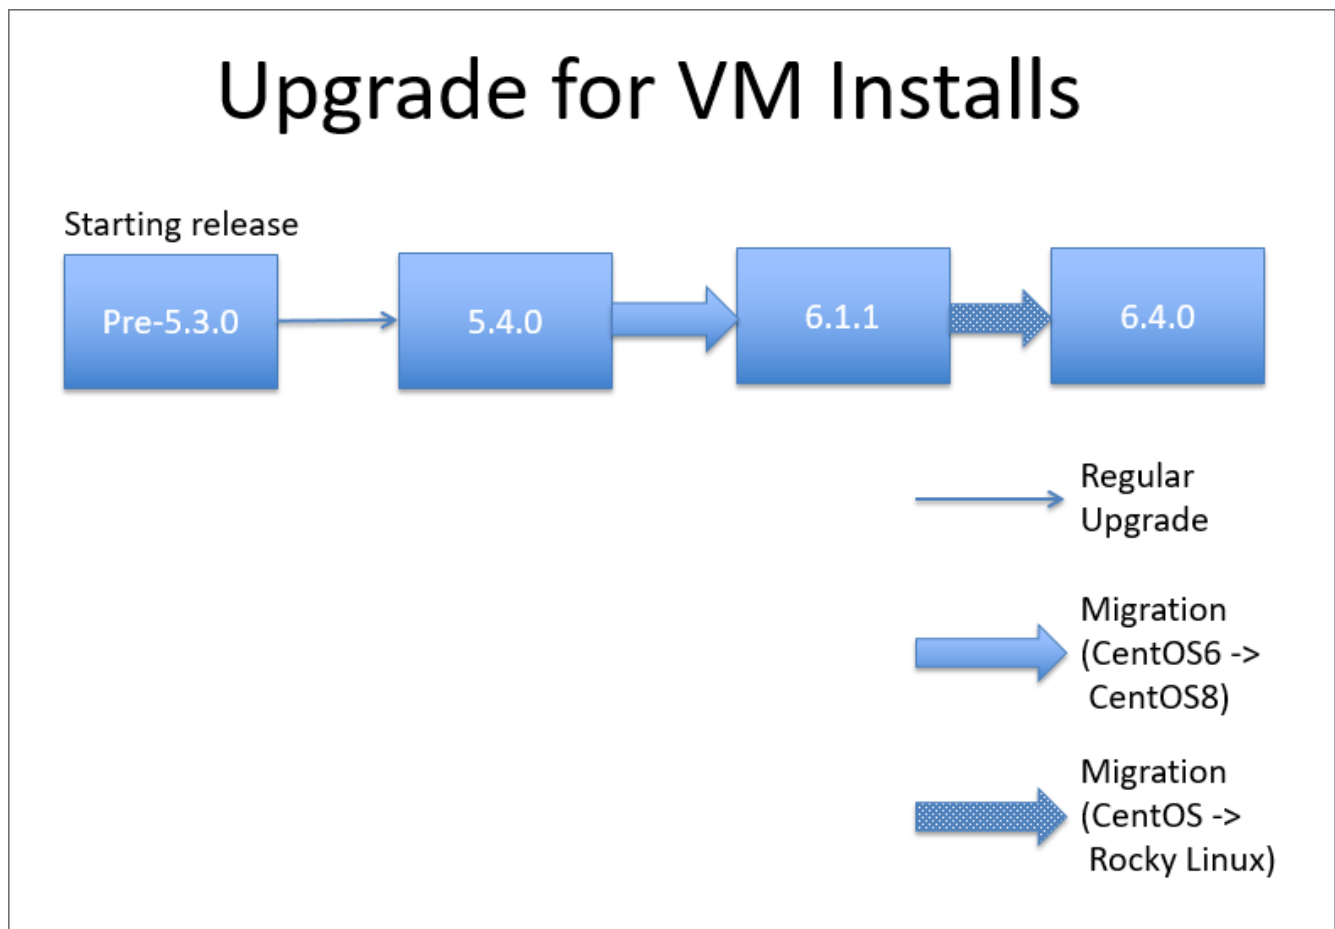 Upgrade for VM Installs
Starting release
Pre-5.3.0
5.4.0
6.1.1
6.4.0
Regular
Upgrade
Migration
(CentOS6 ->
CentOS8)
Migration
(CentOS ->
Rocky Linux)